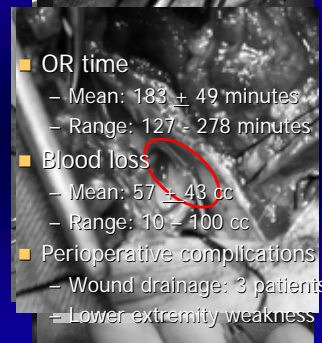 OR time
– Mean: 183 ± 49 minutes
– Range: 127 - 278 minutes
Blood loss
– Mean: 57 ± 43 cc
– Range: 10 – 100 cc
Perioperative complications
– Wound drainage: 3 patients
– Lower extremity weakness